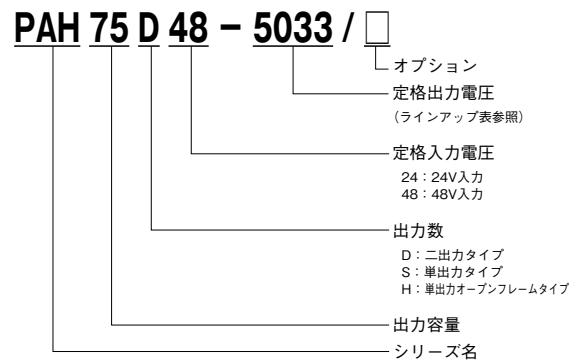 PAH 75 D 48 - 5033 / □
オプション
定格出力電圧
(ラインアップ表参照)
定格入力電圧
24：24V入力
48：48V入力
出力数
D：二出力タイプ
S：単出力タイプ
H：単出力オープンフレームタイプ
出力容量
シリーズ名